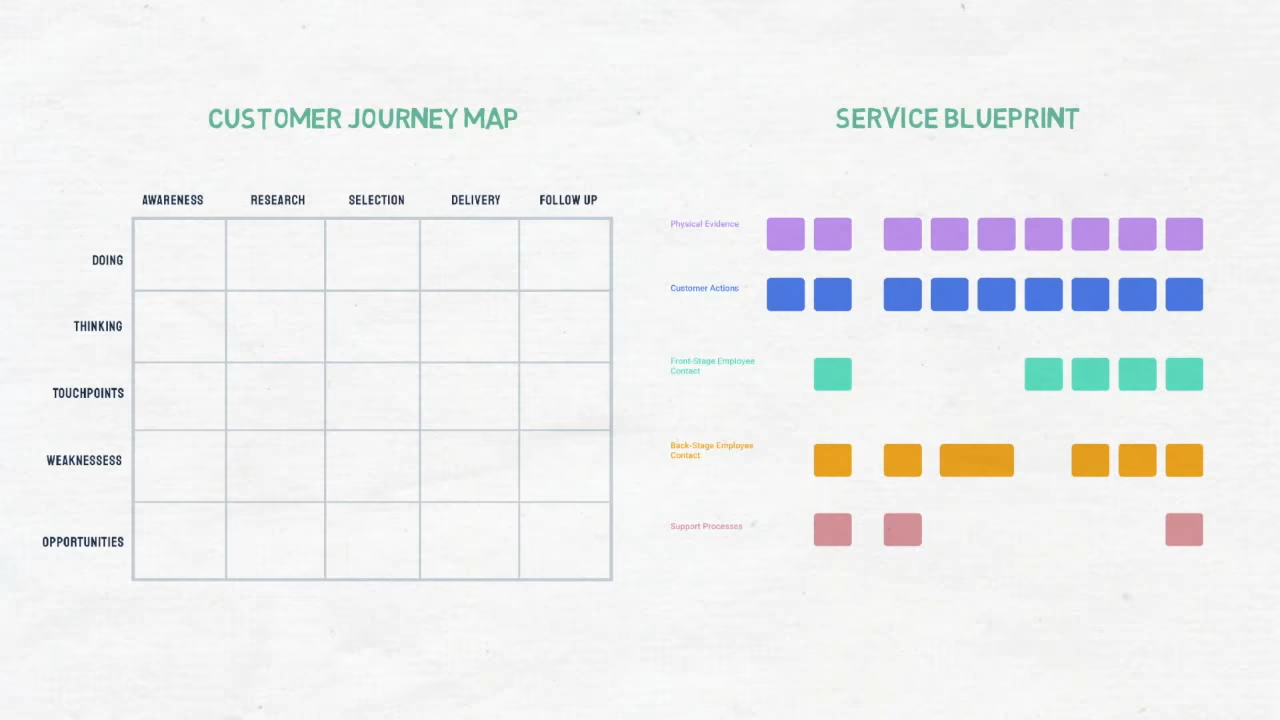 CUSTOMER JOURNEY MAP
AWARENESS RESEARCH SELECTION DELIVERY FOLLOW UP
DOING
THINKING
TOUCHPOINTS
WEAKNESSESS
OPPORTUNITIES
SERVICE BLUEPRINT
Physical Evidence
Customer Actions
Front-Stage Employee
Contact
Back-Stage Employee
Contact
Support Processes